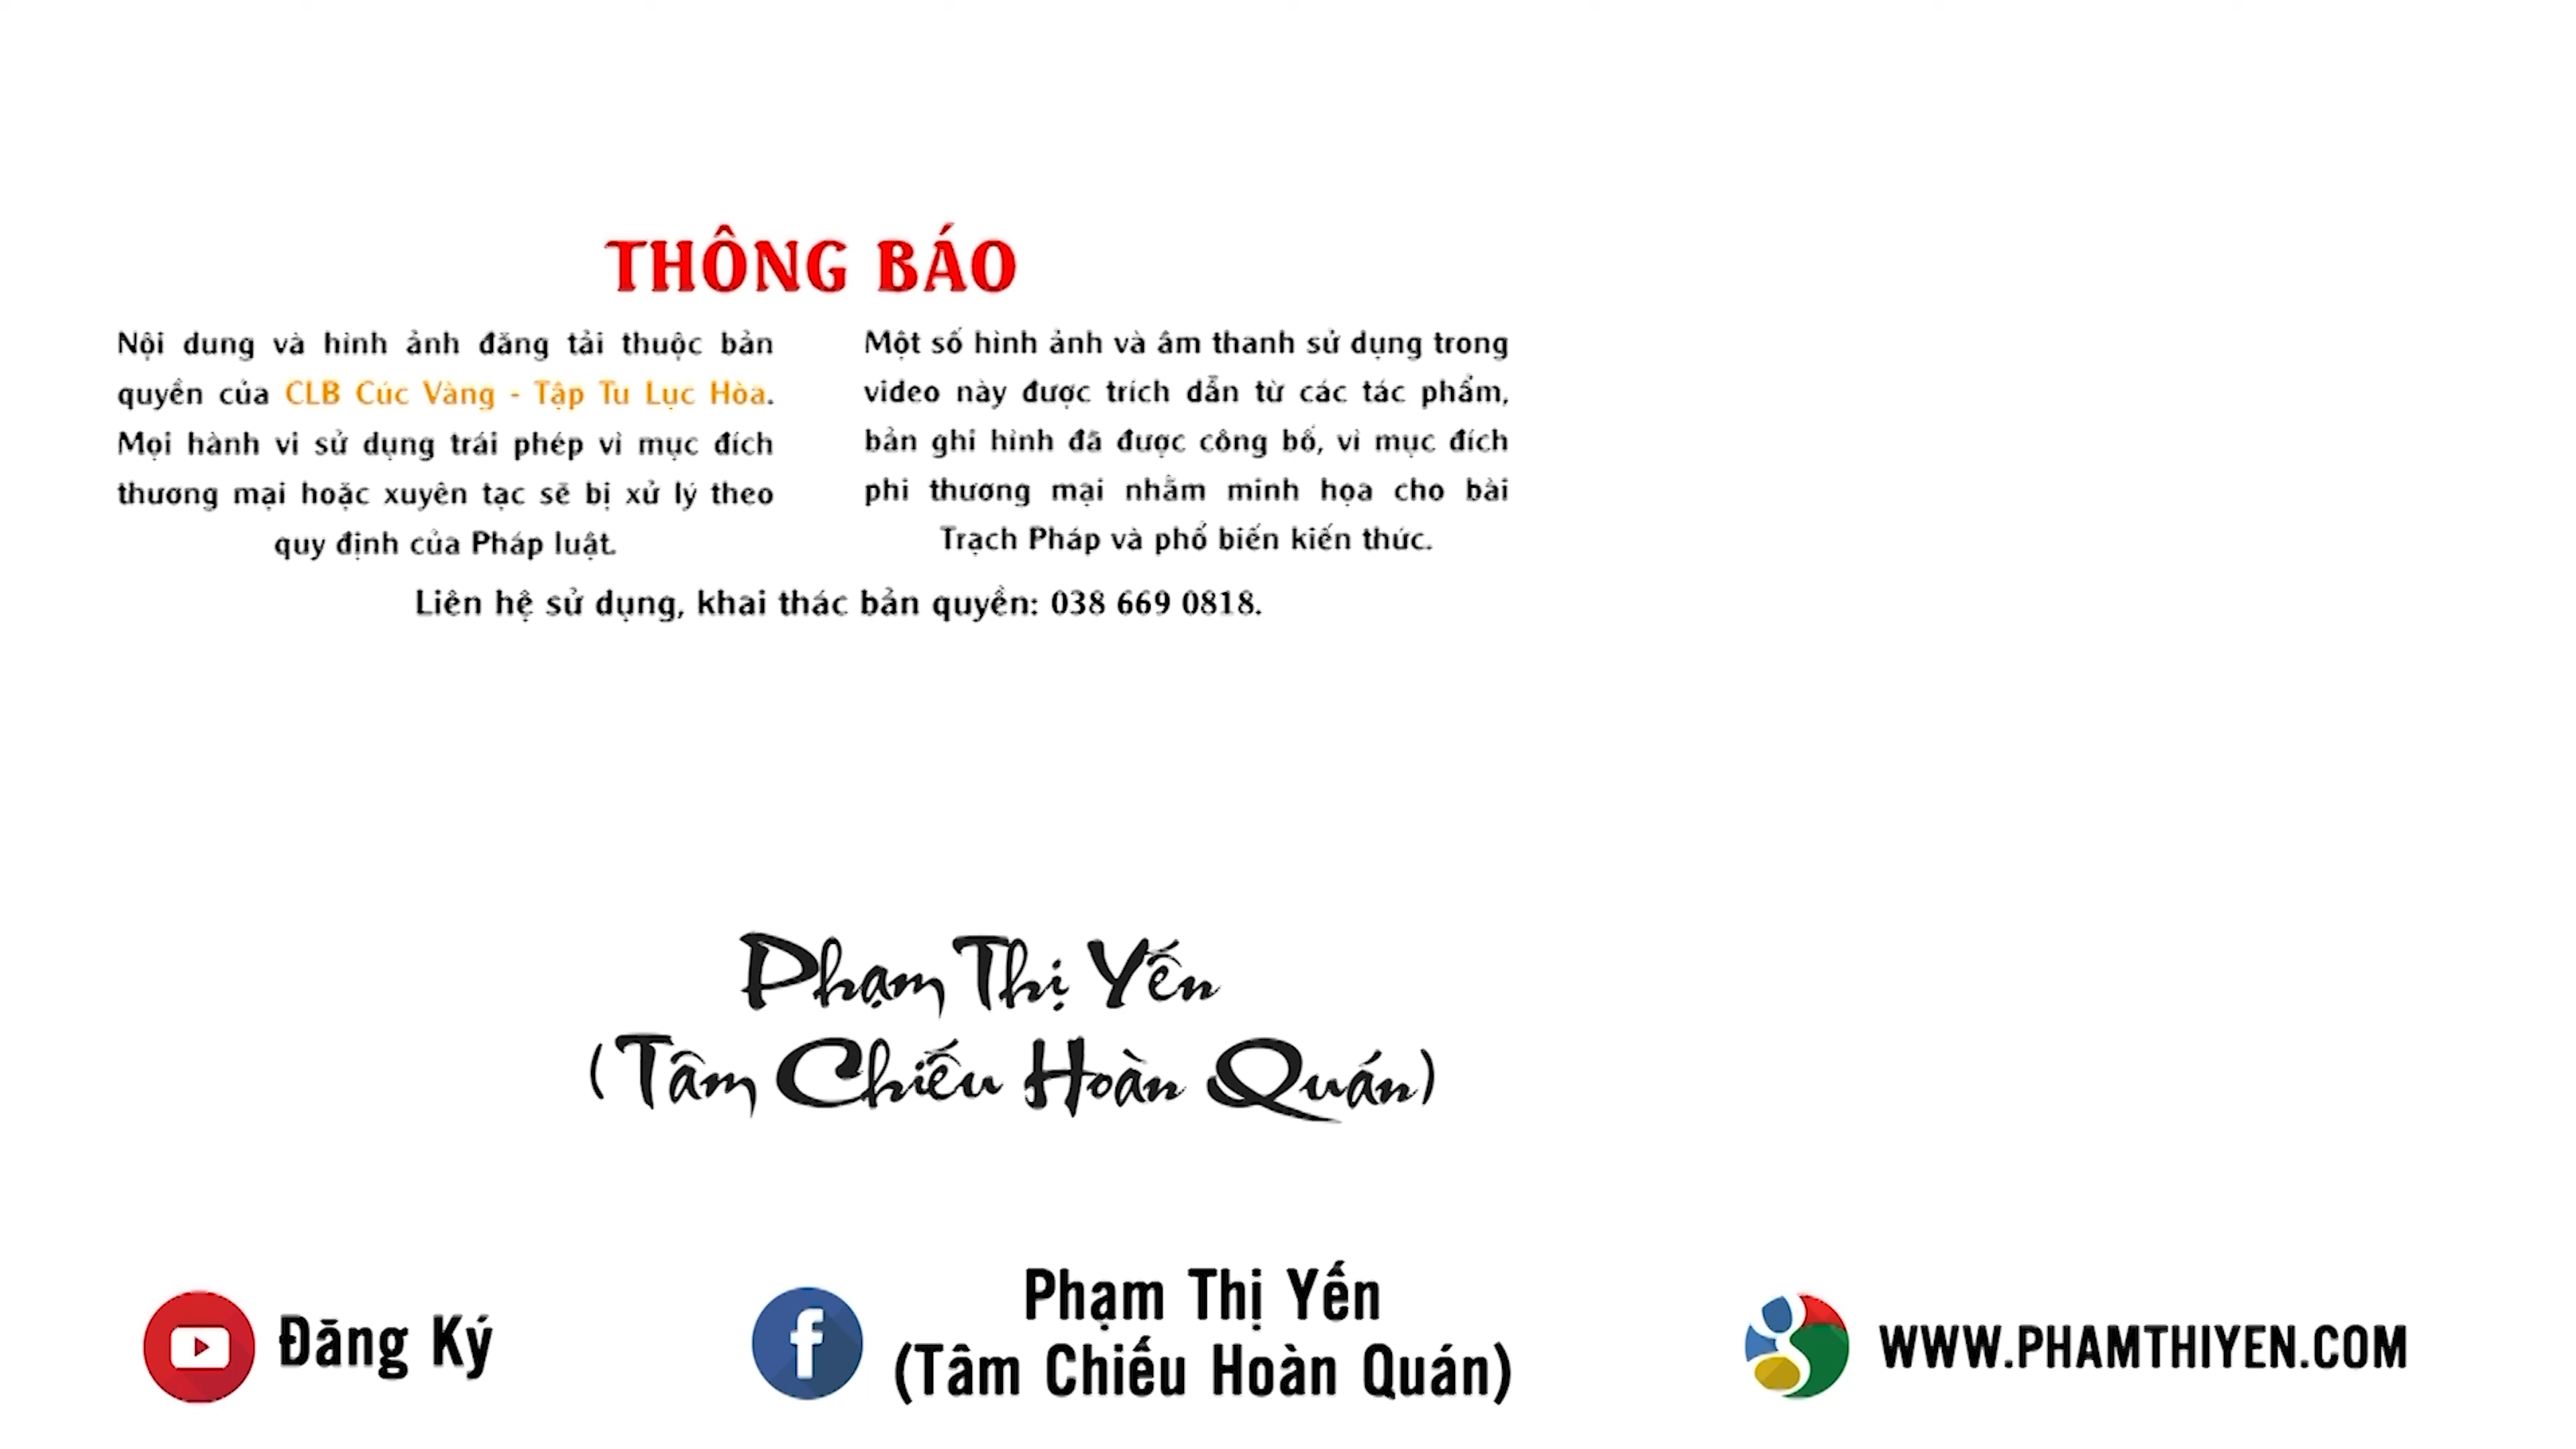 THÔNG BÁO
Nội dung và hình ảnh đăng tải thuộc bản
quyền của CLB Cúc Vàng - Tập Tu Lục Hòa.
Mọi hành vi sử dụng trái phép vì mục đích
thương mại hoặc xuyên tạc sẽ bị xử lý theo
quy định của Pháp luật.
Một số hình ảnh và âm thanh sử dụng trong
video này được trích dẫn từ các tác phẩm,
bản ghi hình đã được công bố, vì mục đích
phi thương mại nhằm minh họa cho bài
Trạch Pháp và phổ biến kiến thức.
Liên hệ sử dụng, khai thác bản quyền: 038 669 0818.
Phạm Thị Yến
(Tâm Chiếu Hoàn Quán)
Đăng Ký
Phạm Thị Yến
(Tâm Chiếu Hoàn Quán)
WWW.PHAMTHIYEN.COM